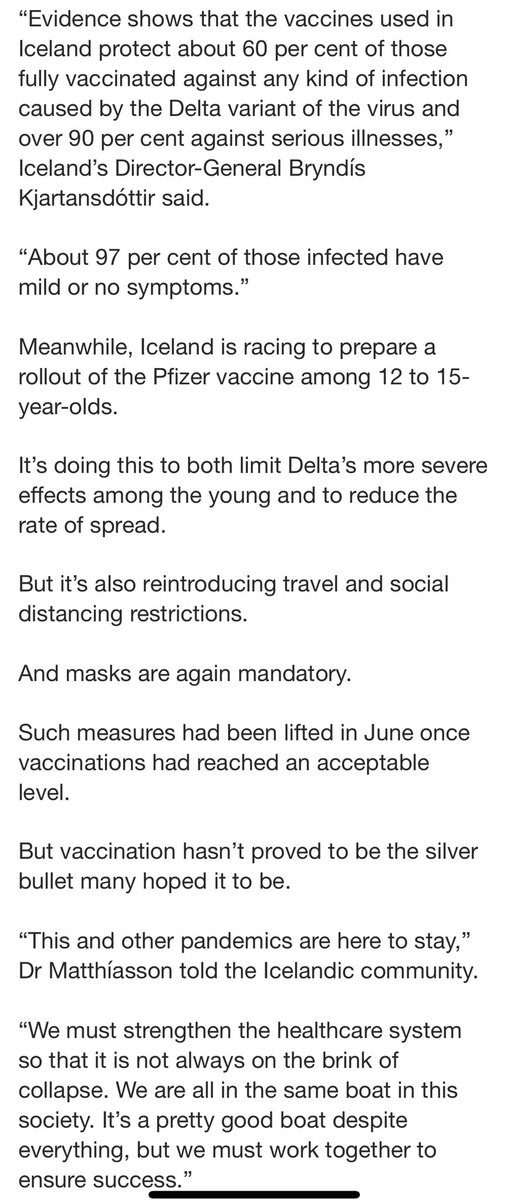 “Evidence shows that the vaccines used in
Iceland protect about 60 per cent of those
fully vaccinated against any kind of infection
caused by the Delta variant of the virus and
over 90 per cent against serious illnesses,”
Iceland’s Director-General Bryndís
Kjartansdóttir said.
“About 97 per cent of those infected have
mild or no symptoms.”
Meanwhile, Iceland is racing to prepare a
rollout of the Pfizer vaccine among 12 to 15-
year-olds.
It’s doing this to both limit Delta’s more severe
effects among the young and to reduce the
rate of spread.
But it’s also reintroducing travel and social
distancing restrictions.
And masks are again mandatory.
Such measures had been lifted in June once
vaccinations had reached an acceptable
level.
But vaccination hasn’t proved to be the silver
bullet many hoped it to be.
“This and other pandemics are here to stay,”
Dr Matthíasson told the Icelandic community.
“We must strengthen the healthcare system
so that it is not always on the brink of
collapse. We are all in the same boat in this
society. It’s a pretty good boat despite
everything, but we must work together to
ensure success.”